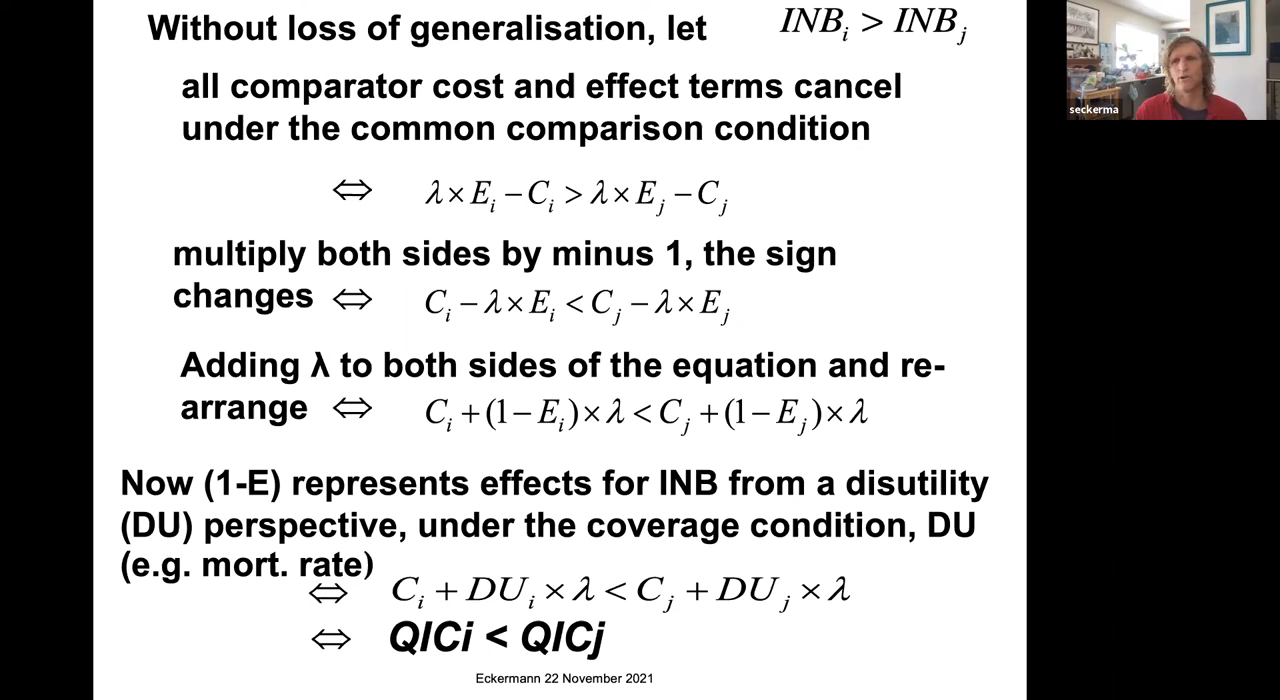 Without loss of generalisation, let INB_i > INB_j
all comparator cost and effect terms cancel
under the common comparison condition
⇔ λ × E_i − C_i > λ × E_j − C_j
multiply both sides by minus 1, the sign
changes ⇔ C_i − λ × E_i < C_j − λ × E_j
Adding λ to both sides of the equation and re-
arrange ⇔ C_i + (1 − E_i) × λ < C_j + (1 − E_j) × λ
Now (1-E) represents effects for INB from a disutility
(DU) perspective, under the coverage condition, DU
(e.g. mort. rate)
⇔ C_i + DU_i × λ < C_j + DU_j × λ
⇔ QICi < QICj
Eckermann 22 November 2021
seckerma